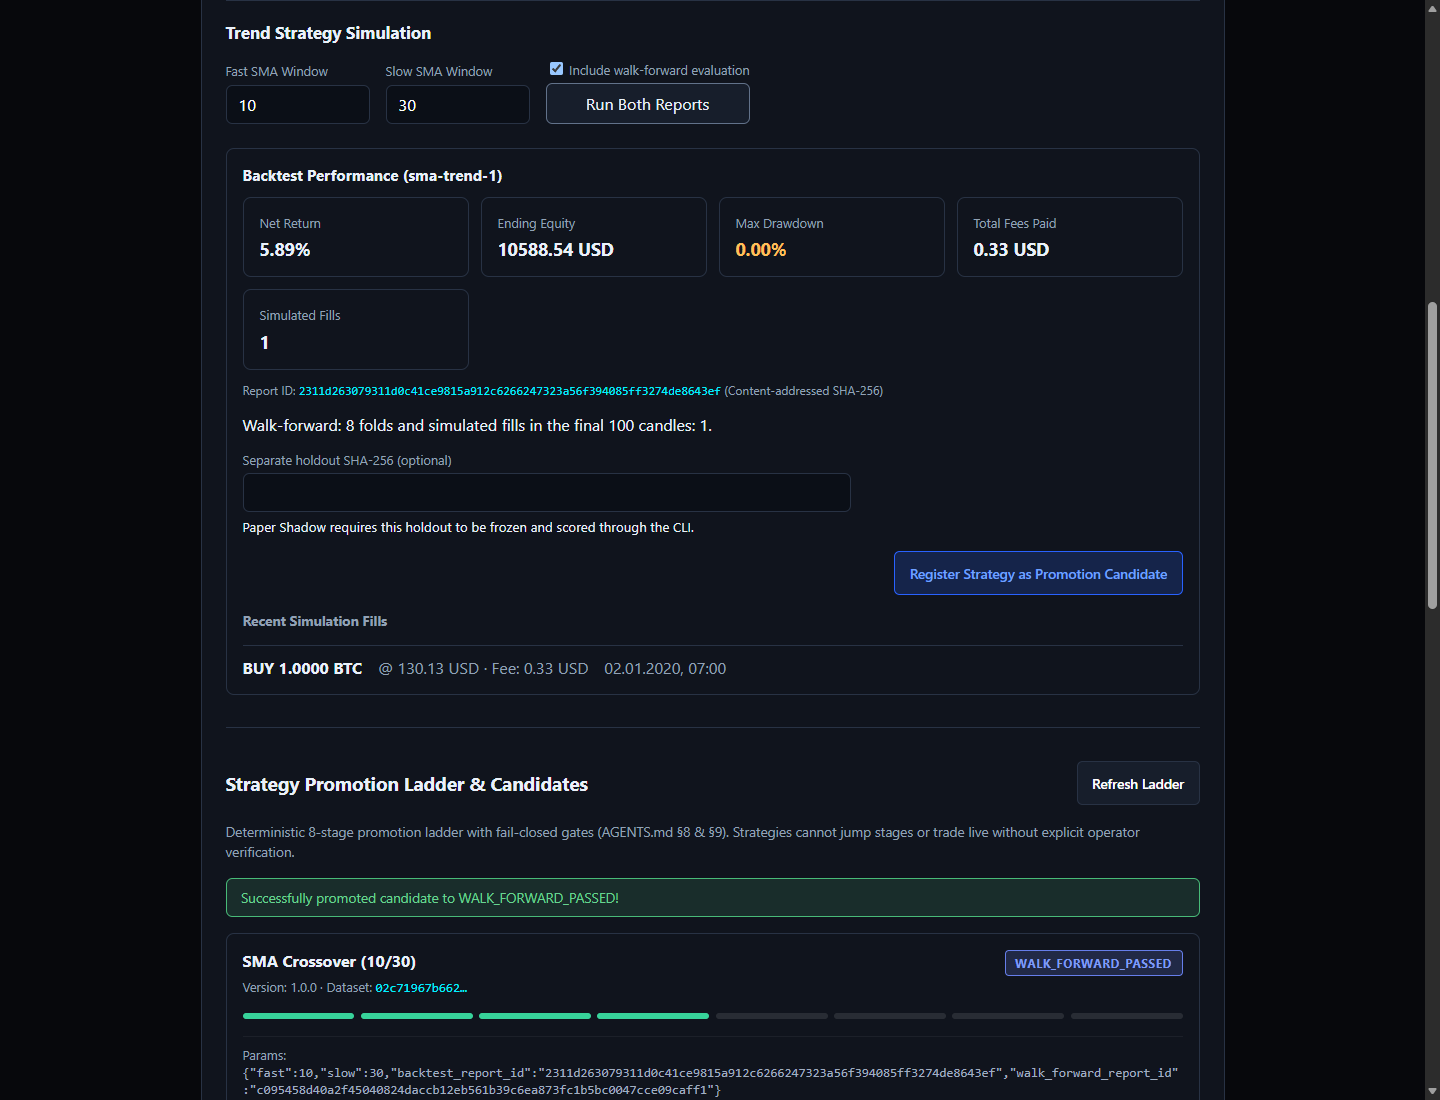 Trend Strategy Simulation
Fast SMA Window
Slow SMA Window
Include walk-forward evaluation
10
30
Run Both Reports
Backtest Performance (sma-trend-1)
Net Return
5.89%
Ending Equity
10588.54 USD
Max Drawdown
0.00%
Total Fees Paid
0.33 USD
Simulated Fills
1
Report ID: 2311d263079311d0c41ce9815a912c6266247323a56f394085ff3274de8643ef (Content-addressed SHA-256)
Walk-forward: 8 folds and simulated fills in the final 100 candles: 1.
Separate holdout SHA-256 (optional)
Paper Shadow requires this holdout to be frozen and scored through the CLI.
Register Strategy as Promotion Candidate
Recent Simulation Fills
BUY 1.0000 BTC @ 130.13 USD · Fee: 0.33 USD 02.01.2020, 07:00
Strategy Promotion Ladder & Candidates
Refresh Ladder
Deterministic 8-stage promotion ladder with fail-closed gates (AGENTS.md §8 & §9). Strategies cannot jump stages or trade live without explicit operator
verification.
Successfully promoted candidate to WALK_FORWARD_PASSED!
SMA Crossover (10/30)
WALK_FORWARD_PASSED
Version: 1.0.0 · Dataset: 02c71967b662…
Params:
{"fast":10,"slow":30,"backtest_report_id":"2311d263079311d0c41ce9815a912c6266247323a56f394085ff3274de8643ef","walk_forward_report_id"
:"c095458d40a2f45040824daccb12eb561b39c6ea873fc1b5bc0047cce09caff1"}